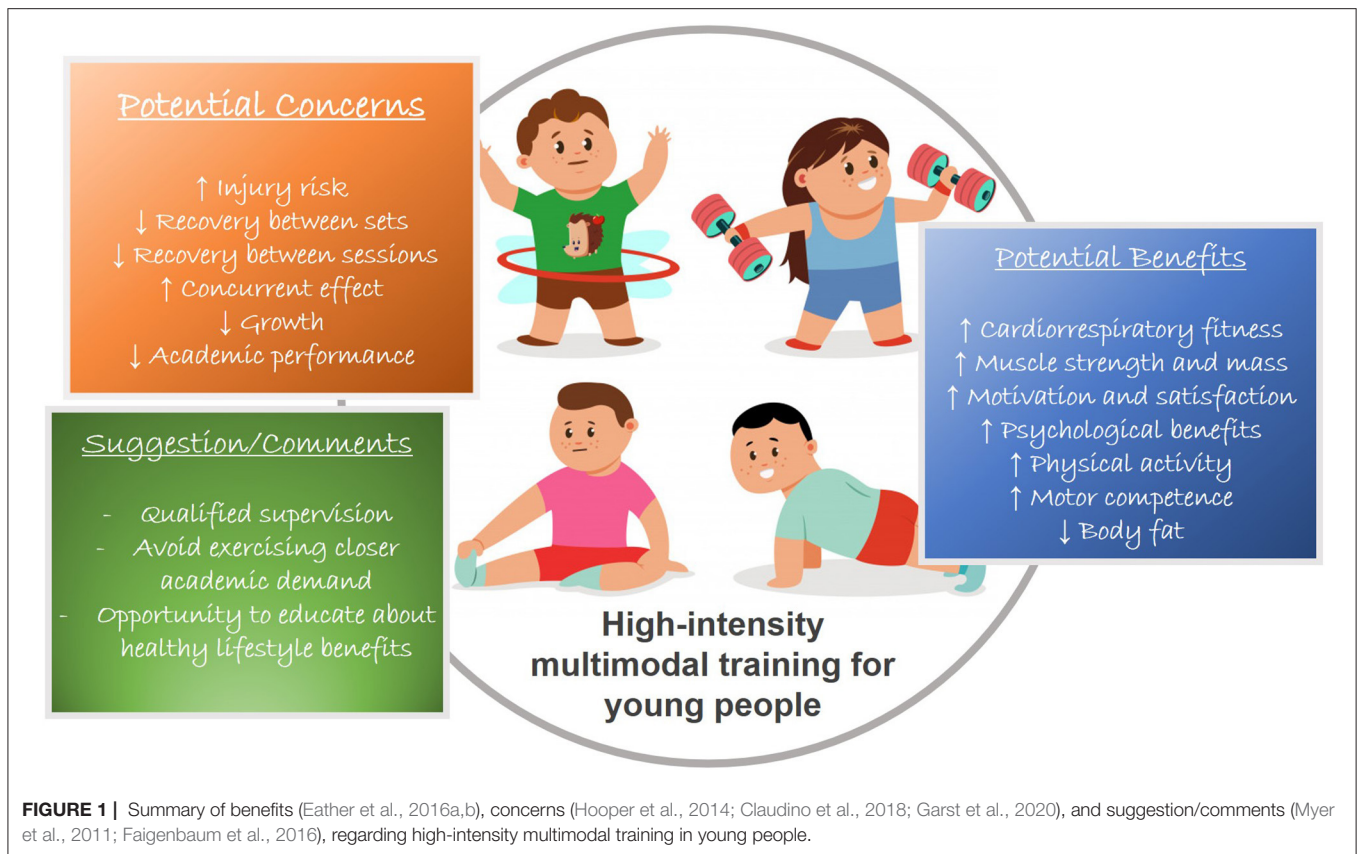 Potential Concerns
↑ Injury risk
↓ Recovery between sets
↓ Recovery between sessions
↑ Concurrent effect
↓ Growth
↓ Academic performance
Suggestion/Comments
- Qualified supervision
- Avoid exercising closer
academic demand
- Opportunity to educate about
healthy lifestyle benefits
Potential Benefits
↑ Cardiorrespiratory fitness
↑ Muscle strength and mass
↑ Motivation and satisfaction
↑ Psychological benefits
↑ Physical activity
↑ Motor competence
↓ Body fat
High-intensity
multimodal training for
young people
FIGURE 1 | Summary of benefits (Eather et al., 2016a,b), concerns (Hooper et al., 2014; Claudino et al., 2018; Garst et al., 2020), and suggestion/comments (Myer
et al., 2011; Faigenbaum et al., 2016), regarding high-intensity multimodal training in young people.